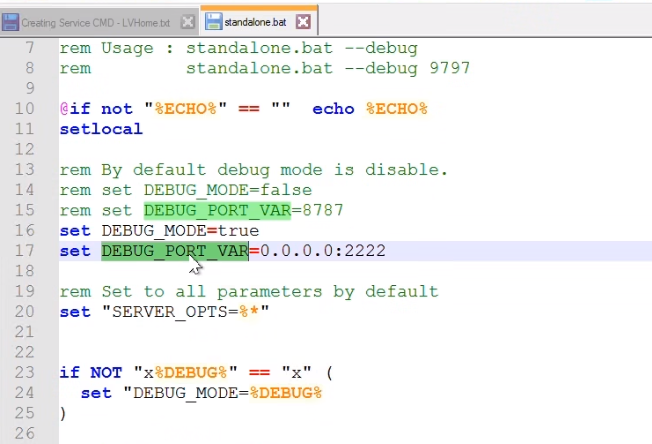 Creating Service CMD - LVHome.txt standalone.bat
7 rem Usage : standalone.bat --debug
8 rem standalone.bat --debug 9797
9
10 @if not "%ECHO%" == "" echo %ECHO%
11 setlocal
12
13 rem By default debug mode is disable.
14 rem set DEBUG_MODE=false
15 rem set DEBUG_PORT_VAR=8787
16 set DEBUG_MODE=true
17 set DEBUG_PORT_VAR=0.0.0.0:2222
18
19 rem Set to all parameters by default
20 set "SERVER_OPTS=%*"
21
22
23 if NOT "x%DEBUG%" == "x" (
24 set "DEBUG_MODE=%DEBUG%
25 )
26